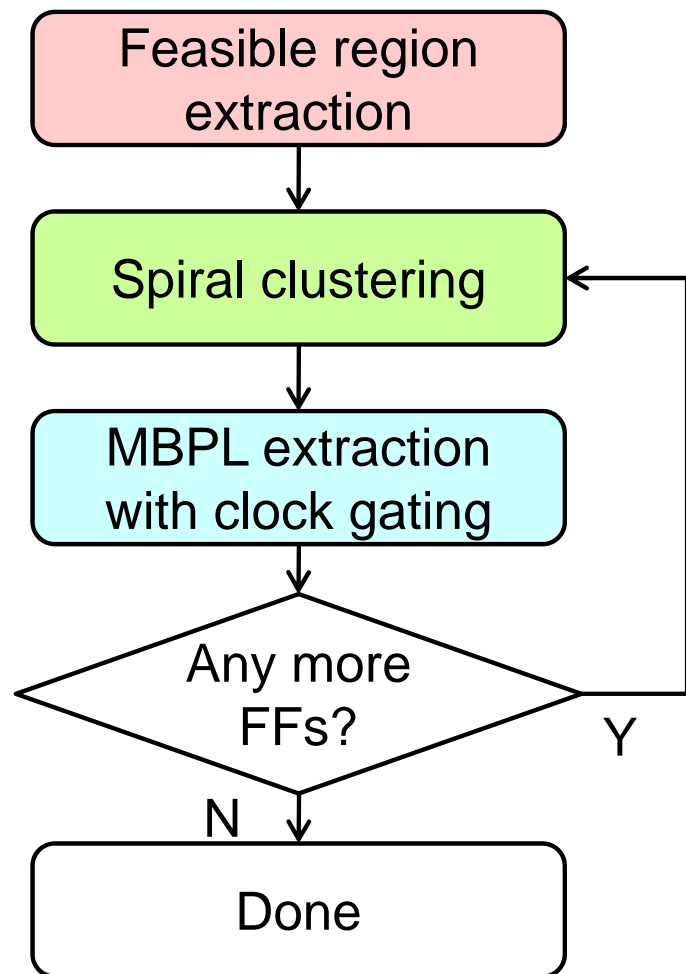 Feasible region
extraction
Spiral clustering
MBPL extraction
with clock gating
Any more
FFs?
Y
N
Done